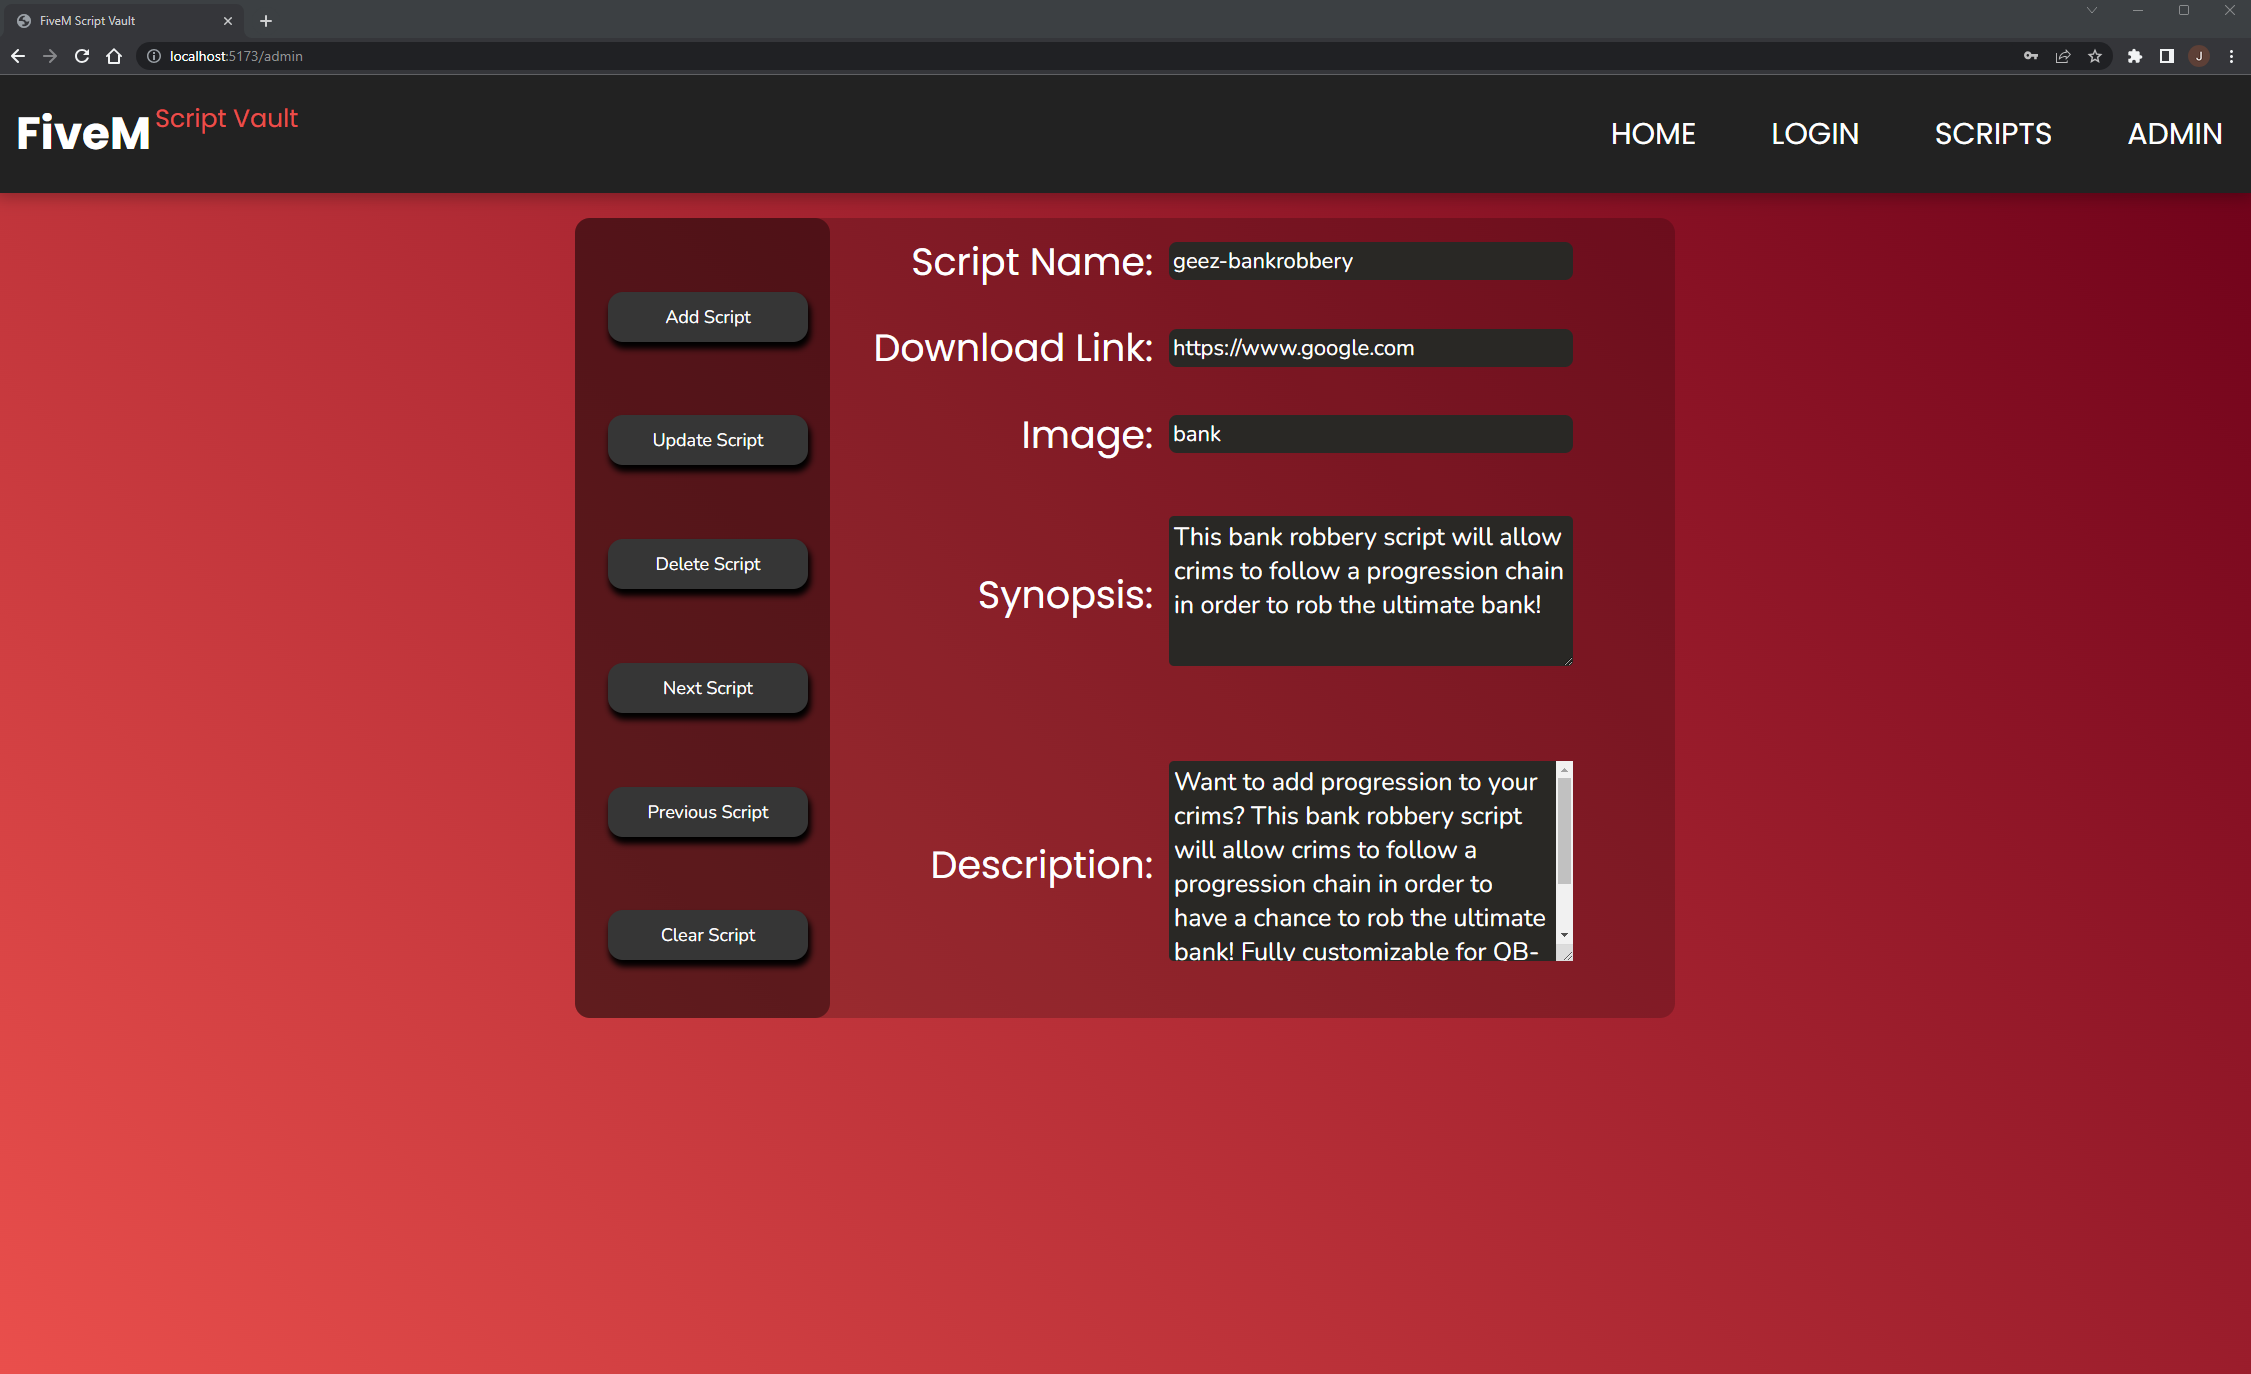 FiveM Script Vault
localhost:5173/admin
J
FiveM Script Vault
HOME LOGIN SCRIPTS ADMIN
Add Script
Update Script
Delete Script
Next Script
Previous Script
Clear Script
Script Name: geez-bankrobbery
Download Link: https://www.google.com
Image: bank
Synopsis:
This bank robbery script will allow
crims to follow a progression chain
in order to rob the ultimate bank!
Description:
Want to add progression to your
crims? This bank robbery script
will allow crims to follow a
progression chain in order to
have a chance to rob the ultimate
bank! Fully customizable for QB-